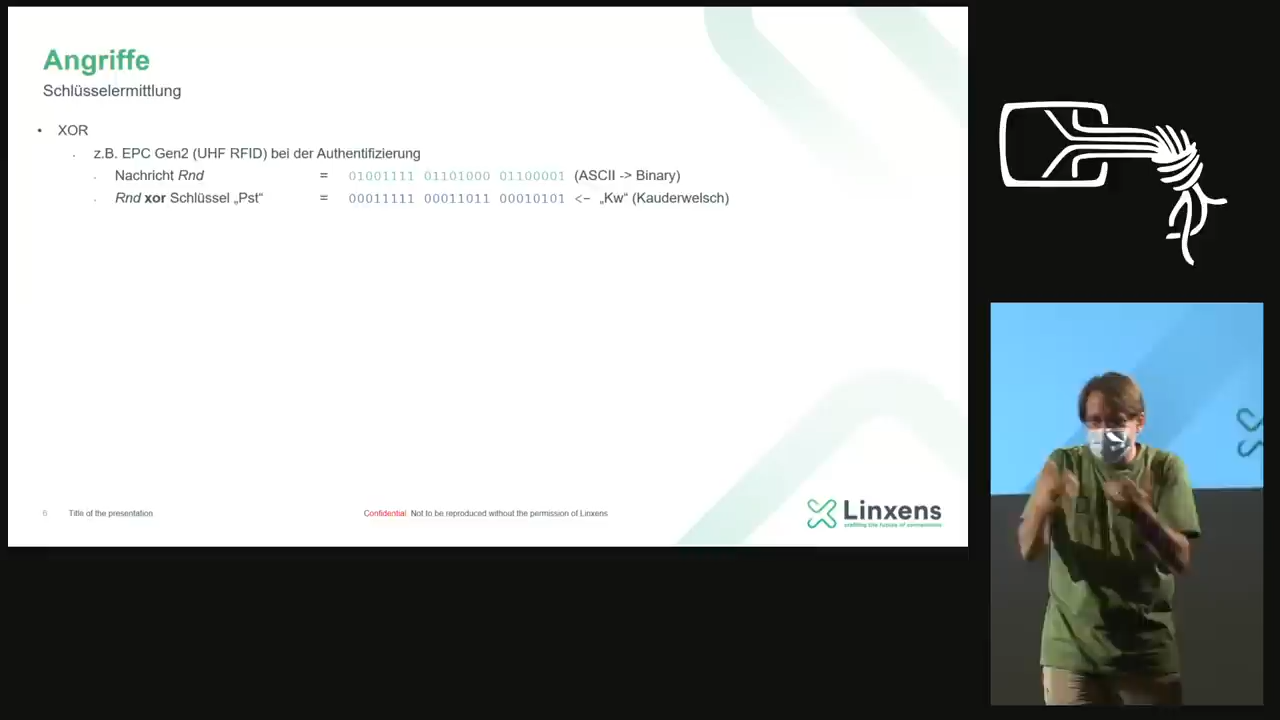 Angriffe
Schlüsselermittlung
• XOR
z.B. EPC Gen2 (UHF RFID) bei der Authentifizierung
Nachricht Rnd = 01001111 01101000 01100001 (ASCII -> Binary)
Rnd xor Schlüssel „Pst“ = 00011111 00011011 00010101 <– „Kw“ (Kauderwelsch)
6 Title of the presentation Confidential Not to be reproduced without the permission of Linxens
Linxens
crafting the future of connections